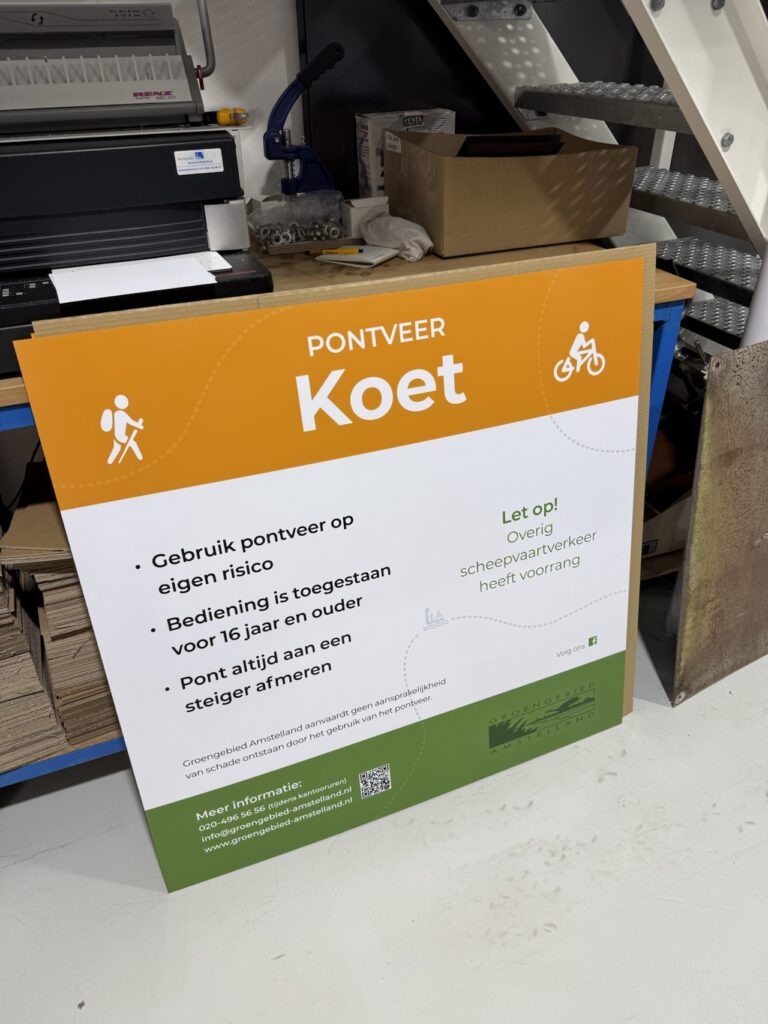 RENZ
PENTA
PONTVEER
Koet
• Gebruik pontveer op
eigen risico
• Bediening is toegestaan
voor 16 jaar en ouder
• Pont altijd aan een
steiger afmeren
Let op!
Overig
scheepvaartverkeer
heeft voorrang
Volg ons
Groengebied Amstelland aanvaardt geen aansprakelijkheid
van schade ontstaan door het gebruik van het pontveer.
Meer informatie:
020-496 56 56 (tijdens kantooruren)
info@groengebied-amstelland.nl
www.groengebied-amstelland.nl
GROENGEBIED
AMSTELLAND